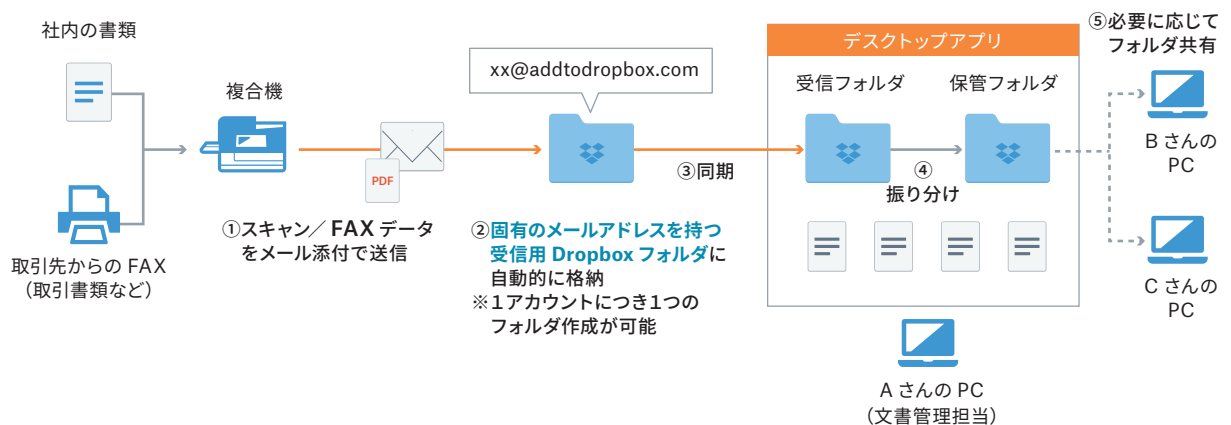 社内の書類
複合機
取引先からの FAX
（取引書類など）
PDF
①スキャン／ FAX データ
をメール添付で送信
xx@addtodropbox.com
②固有のメールアドレスを持つ
受信用 Dropbox フォルダに
自動的に格納
※１アカウントにつき１つの
フォルダ作成が可能
③同期
デスクトップアプリ
受信フォルダ
保管フォルダ
④
振り分け
A さんの PC
（文書管理担当）
⑤必要に応じて
フォルダ共有
B さんの
PC
C さんの
PC